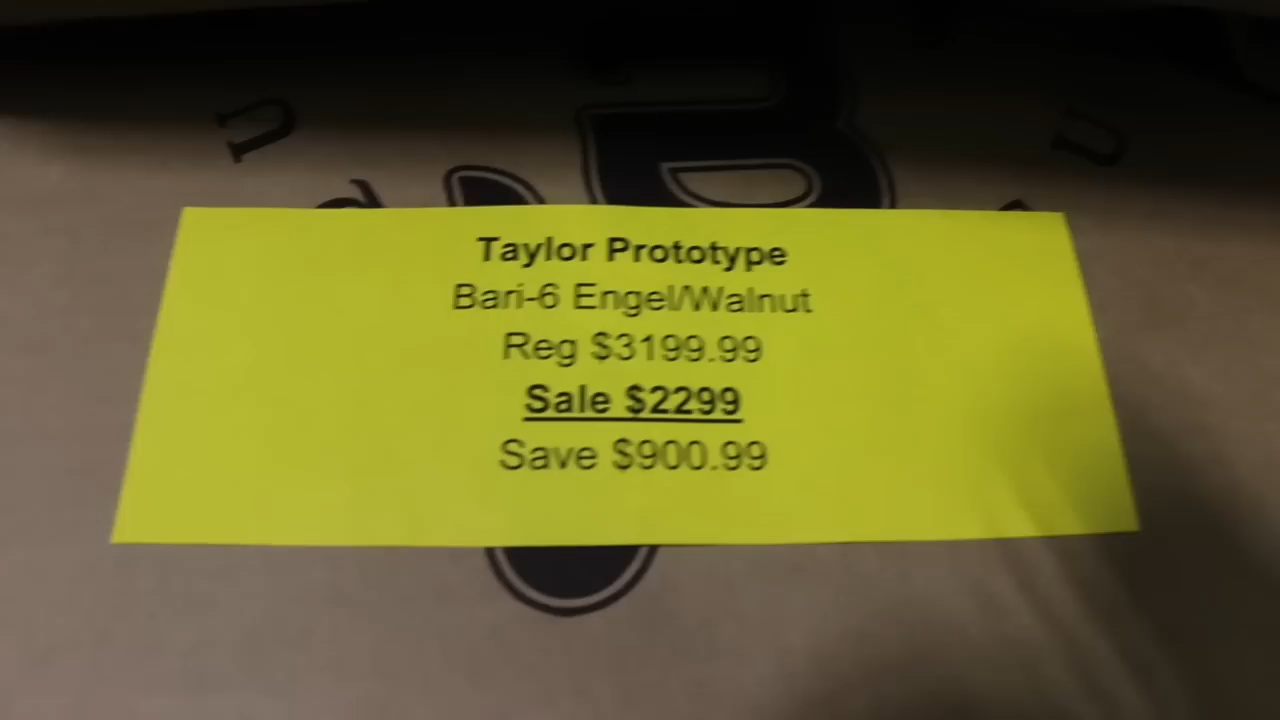 Taylor Prototype
Bari-6 Engel/Walnut
Reg $3199.99
Sale $2299
Save $900.99